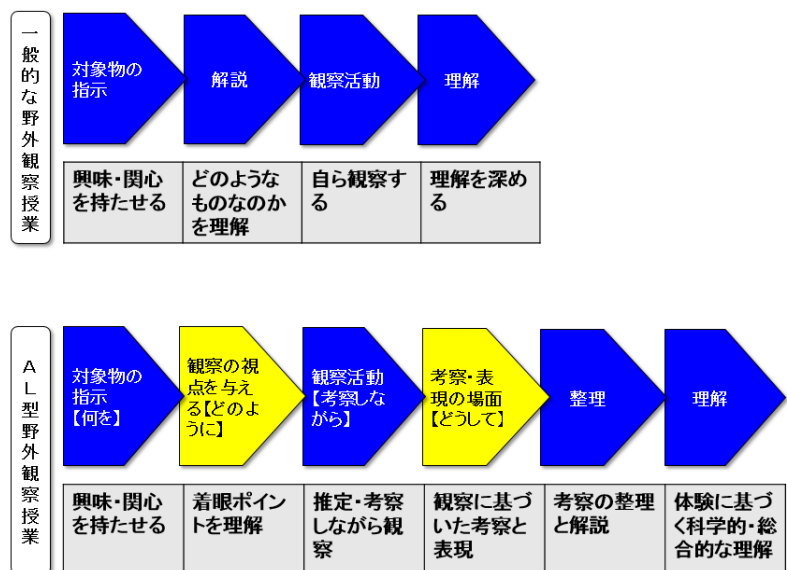 一般的な野外観察授業
対象物の
指示
解説
観察活動
理解
興味・関心
を持たせる
どのような
ものなのか
を理解
自ら観察す
る
理解を深め
る
AL型野外観察授業
対象物の
指示
【何を】
観察の視
点を与え
る【どのよ
うに】
観察活動
【考察しな
がら】
考察・表
現の場面
【どうして】
整理
理解
興味・関心
を持たせる
着眼ポイン
トを理解
推定・考察
しながら観
察
観察に基づ
いた考察と
表現
考察の整理
と解説
体験に基づ
く科学的・総
合的な理解